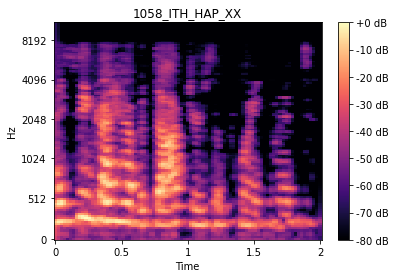 1058_ITH_HAP_XX
8192
4096
2048
1024
512
0
Hz
0
0.5
1
1.5
2
Time
+0 dB
-10 dB
-20 dB
-30 dB
-40 dB
-50 dB
-60 dB
-70 dB
-80 dB